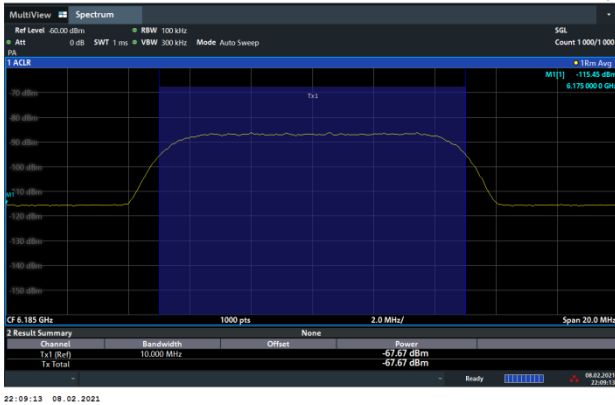 MultiView Spectrum
Ref Level -60.00 dBm RBW 100 kHz SGL
Att 0 dB SWT 1 ms VBW 300 kHz Mode Auto Sweep Count 1000/1000
PA
1 ACLR 1Rm Avg
M1[1] -115.45 dBm
6.175 000 0 GHz
-70 dBm
Tx1
-80 dBm
-90 dBm
-100 dBm
M1
-110 dBm
-120 dBm
-130 dBm
-140 dBm
-150 dBm
CF 6.185 GHz 1000 pts 2.0 MHz/ Span 20.0 MHz
2 Result Summary None
Channel Bandwidth Offset Power
Tx1 (Ref) 10.000 MHz -67.67 dBm
Tx Total -67.67 dBm
Ready 08.02.2021
22:09:13
22:09:13 08.02.2021